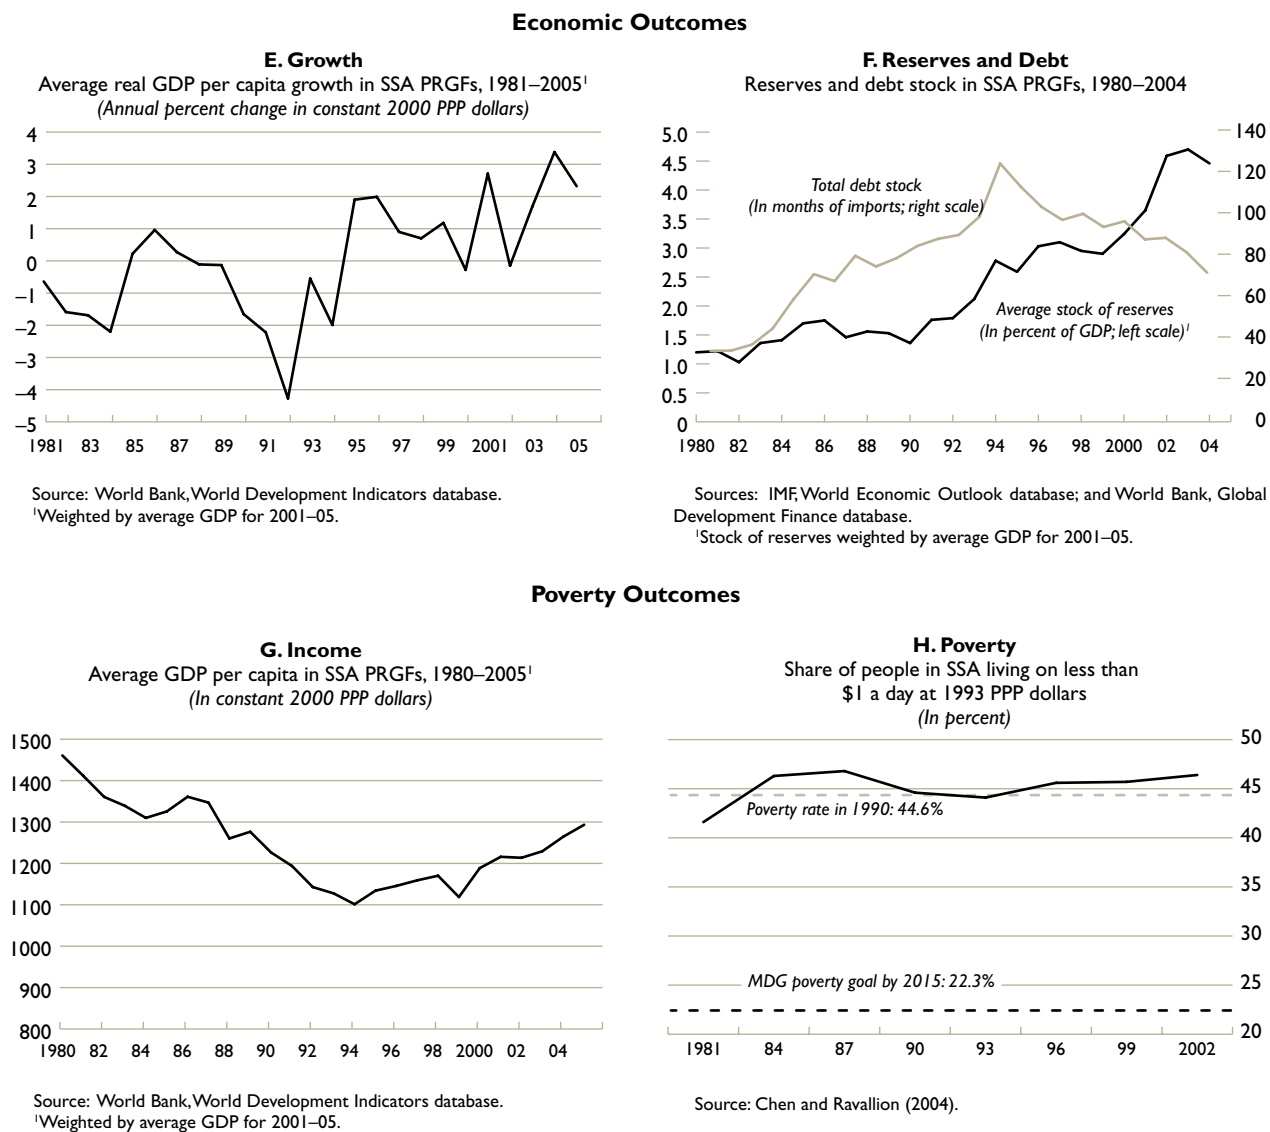 Economic Outcomes
E. Growth
Average real GDP per capita growth in SSA PRGFs, 1981–2005¹
(Annual percent change in constant 2000 PPP dollars)
4
3
2
1
0
–1
–2
–3
–4
–5
1981 83 85 87 89 91 93 95 97 99 2001 03 05
Source: World Bank, World Development Indicators database.
¹Weighted by average GDP for 2001–05.
F. Reserves and Debt
Reserves and debt stock in SSA PRGFs, 1980–2004
5.0
4.5
4.0
3.5
3.0
2.5
2.0
1.5
1.0
0.5
0
140
120
100
80
60
40
20
0
Total debt stock
(In months of imports; right scale)
Average stock of reserves
(In percent of GDP; left scale)¹
1980 82 84 86 88 90 92 94 96 98 2000 02 04
Sources: IMF, World Economic Outlook database; and World Bank, Global
Development Finance database.
¹Stock of reserves weighted by average GDP for 2001–05.
Poverty Outcomes
G. Income
Average GDP per capita in SSA PRGFs, 1980–2005¹
(In constant 2000 PPP dollars)
1500
1400
1300
1200
1100
1000
900
800
1980 82 84 86 88 90 92 94 96 98 2000 02 04
Source: World Bank, World Development Indicators database.
¹Weighted by average GDP for 2001–05.
H. Poverty
Share of people in SSA living on less than
$1 a day at 1993 PPP dollars
(In percent)
50
45
40
35
30
25
20
Poverty rate in 1990: 44.6%
MDG poverty goal by 2015: 22.3%
1981 84 87 90 93 96 99 2002
Source: Chen and Ravallion (2004).